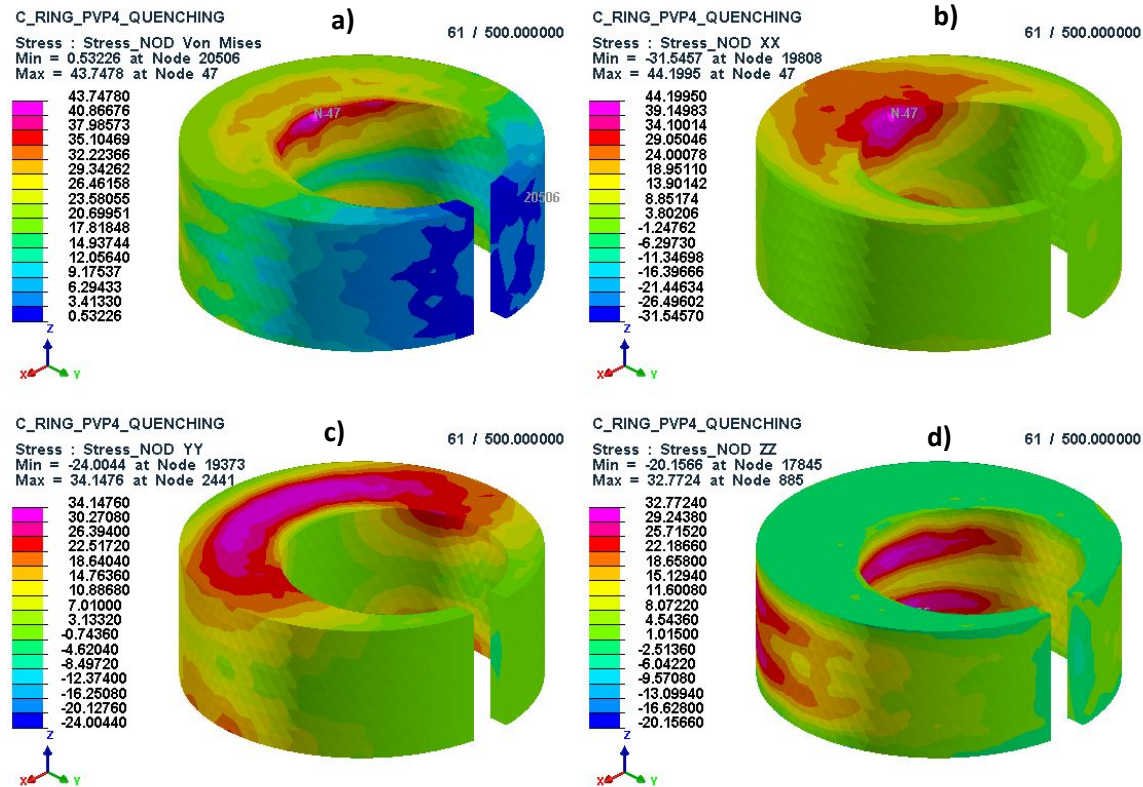 C_RING_PVP4_QUENCHING
a)
61 / 500.000000
Stress : Stress_NOD Von Mises
Min = 0.53226 at Node 20506
Max = 43.7478 at Node 47
43.74780
40.86676
37.98573
35.10469
32.22366
29.34262
26.46158
23.58055
20.69951
17.81848
14.93744
12.05640
9.17537
6.29433
3.41330
0.53226
N-47
20506
Z
X
Y
C_RING_PVP4_QUENCHING
b)
61 / 500.000000
Stress : Stress_NOD XX
Min = -31.5457 at Node 19808
Max = 44.1995 at Node 47
44.19950
39.14983
34.10014
29.05046
24.00078
18.95110
13.90142
8.85174
3.80206
-1.24762
-6.29730
-11.34698
-16.39666
-21.44634
-26.49602
-31.54570
N-47
Z
X
Y
C_RING_PVP4_QUENCHING
c)
61 / 500.000000
Stress : Stress_NOD YY
Min = -24.0044 at Node 19373
Max = 34.1476 at Node 2441
34.14760
30.27080
26.39400
22.51720
18.64040
14.76360
10.88680
7.01000
3.13320
-0.74360
-4.62040
-8.49720
-12.37400
-16.25080
-20.12760
-24.00440
Z
X
Y
C_RING_PVP4_QUENCHING
d)
61 / 500.000000
Stress : Stress_NOD ZZ
Min = -20.1566 at Node 17845
Max = 32.7724 at Node 885
32.77240
29.24380
25.71520
22.18660
18.65800
15.12940
11.60080
8.07220
4.54360
1.01500
-2.51360
-6.04220
-9.57080
-13.09940
-16.62800
-20.15660
Z
X
Y